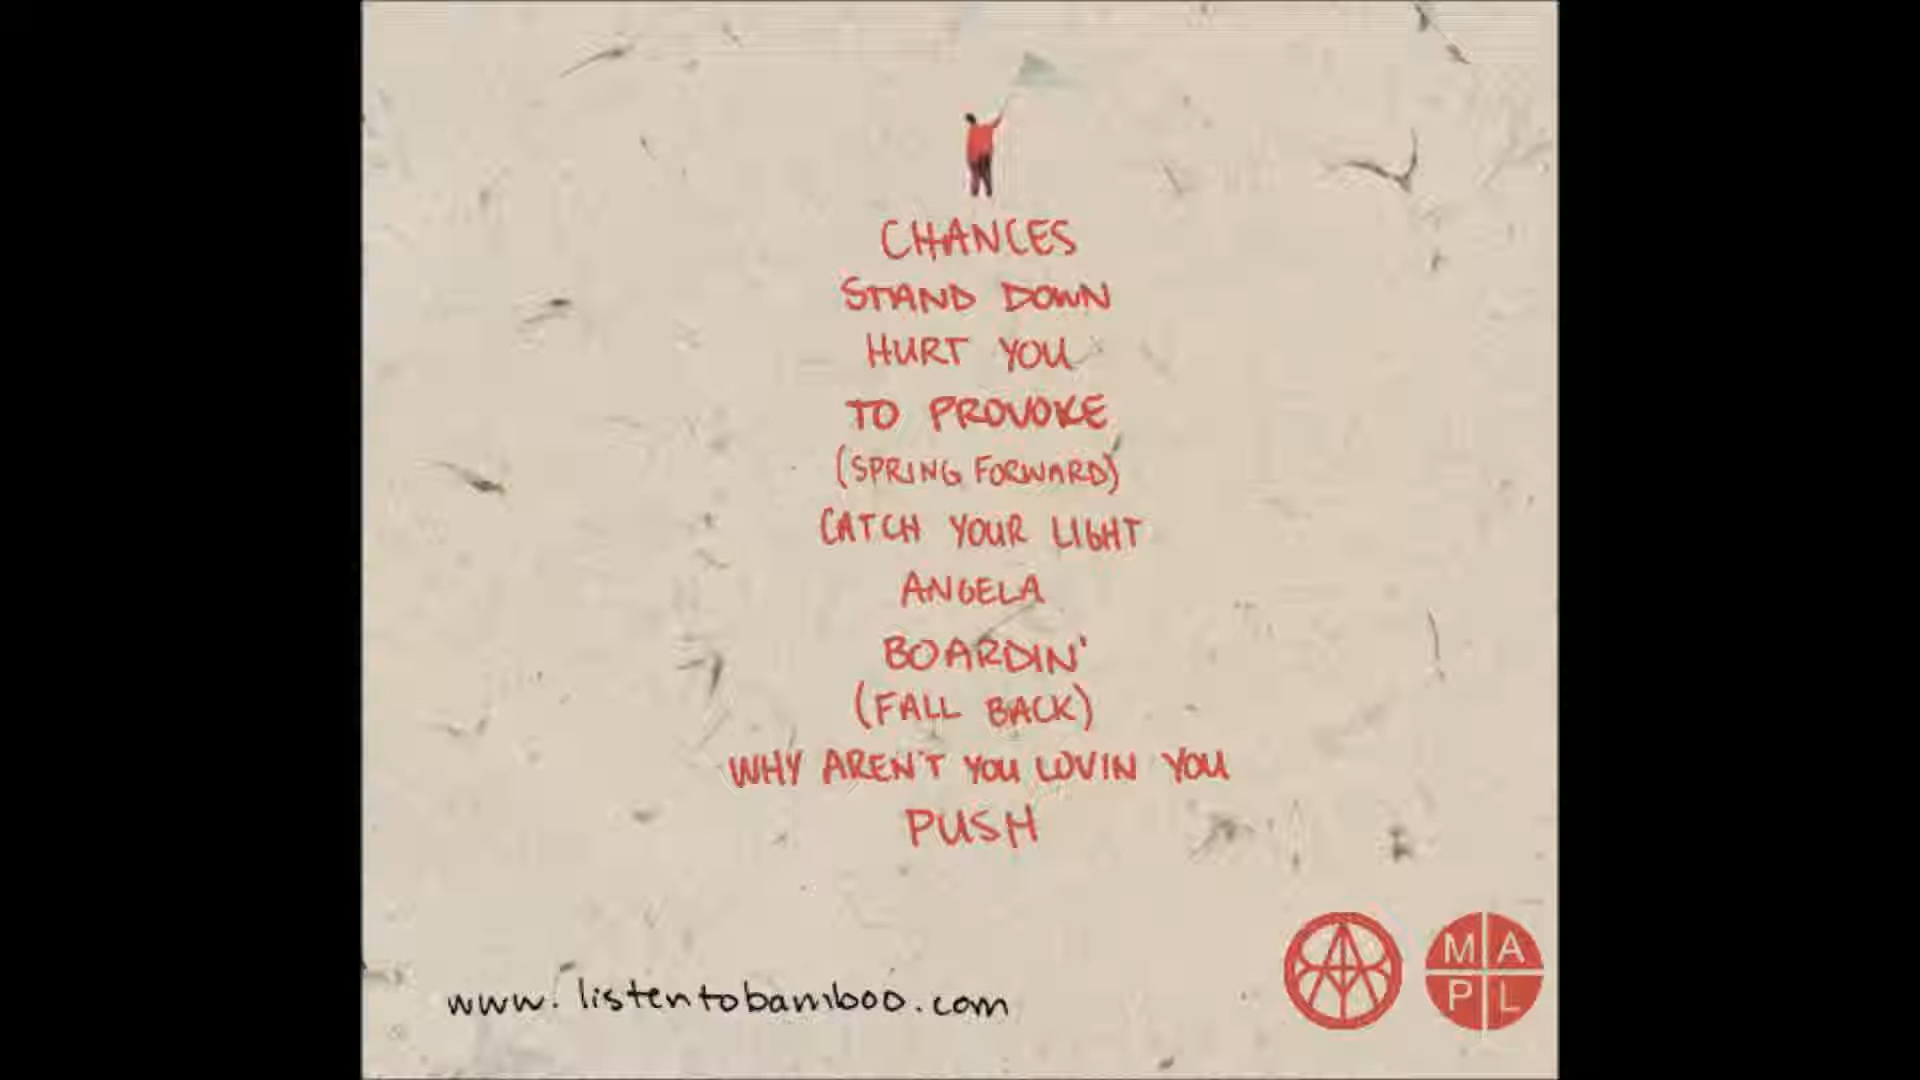 CHANCES
STAND DOWN
HURT YOU
TO PROVOKE
(SPRING FORWARD)
CATCH YOUR LIGHT
ANGELA
BOARDIN'
(FALL BACK)
WHY AREN'T YOU LOVIN YOU
PUSH
www.listentobamboo.com
M A
P L